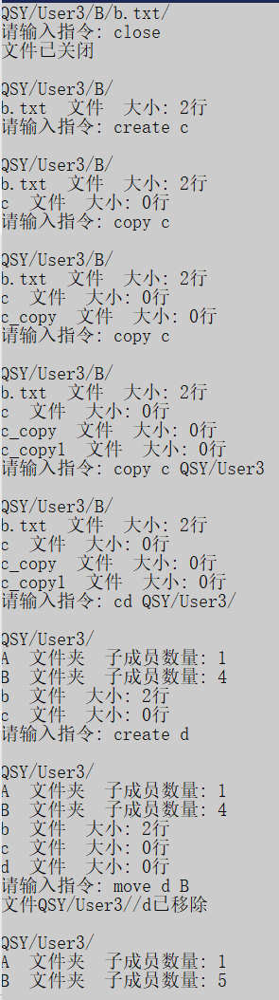 QSY/User3/B/b.txt/
请输入指令: close
文件已关闭
QSY/User3/B/
b.txt  文件  大小: 2行
请输入指令: create c
QSY/User3/B/
b.txt  文件  大小: 2行
c  文件  大小: 0行
请输入指令: copy c
QSY/User3/B/
b.txt  文件  大小: 2行
c  文件  大小: 0行
c_copy  文件  大小: 0行
请输入指令: copy c
QSY/User3/B/
b.txt  文件  大小: 2行
c  文件  大小: 0行
c_copy  文件  大小: 0行
c_copy1  文件  大小: 0行
请输入指令: copy c QSY/User3
QSY/User3/B/
b.txt  文件  大小: 2行
c  文件  大小: 0行
c_copy  文件  大小: 0行
c_copy1  文件  大小: 0行
请输入指令: cd QSY/User3/
QSY/User3/
A  文件夹  子成员数量: 1
B  文件夹  子成员数量: 4
b  文件  大小: 2行
c  文件  大小: 0行
请输入指令: create d
QSY/User3/
A  文件夹  子成员数量: 1
B  文件夹  子成员数量: 4
b  文件  大小: 2行
c  文件  大小: 0行
d  文件  大小: 0行
请输入指令: move d B
文件QSY/User3//d已移除
QSY/User3/
A  文件夹  子成员数量: 1
B  文件夹  子成员数量: 5